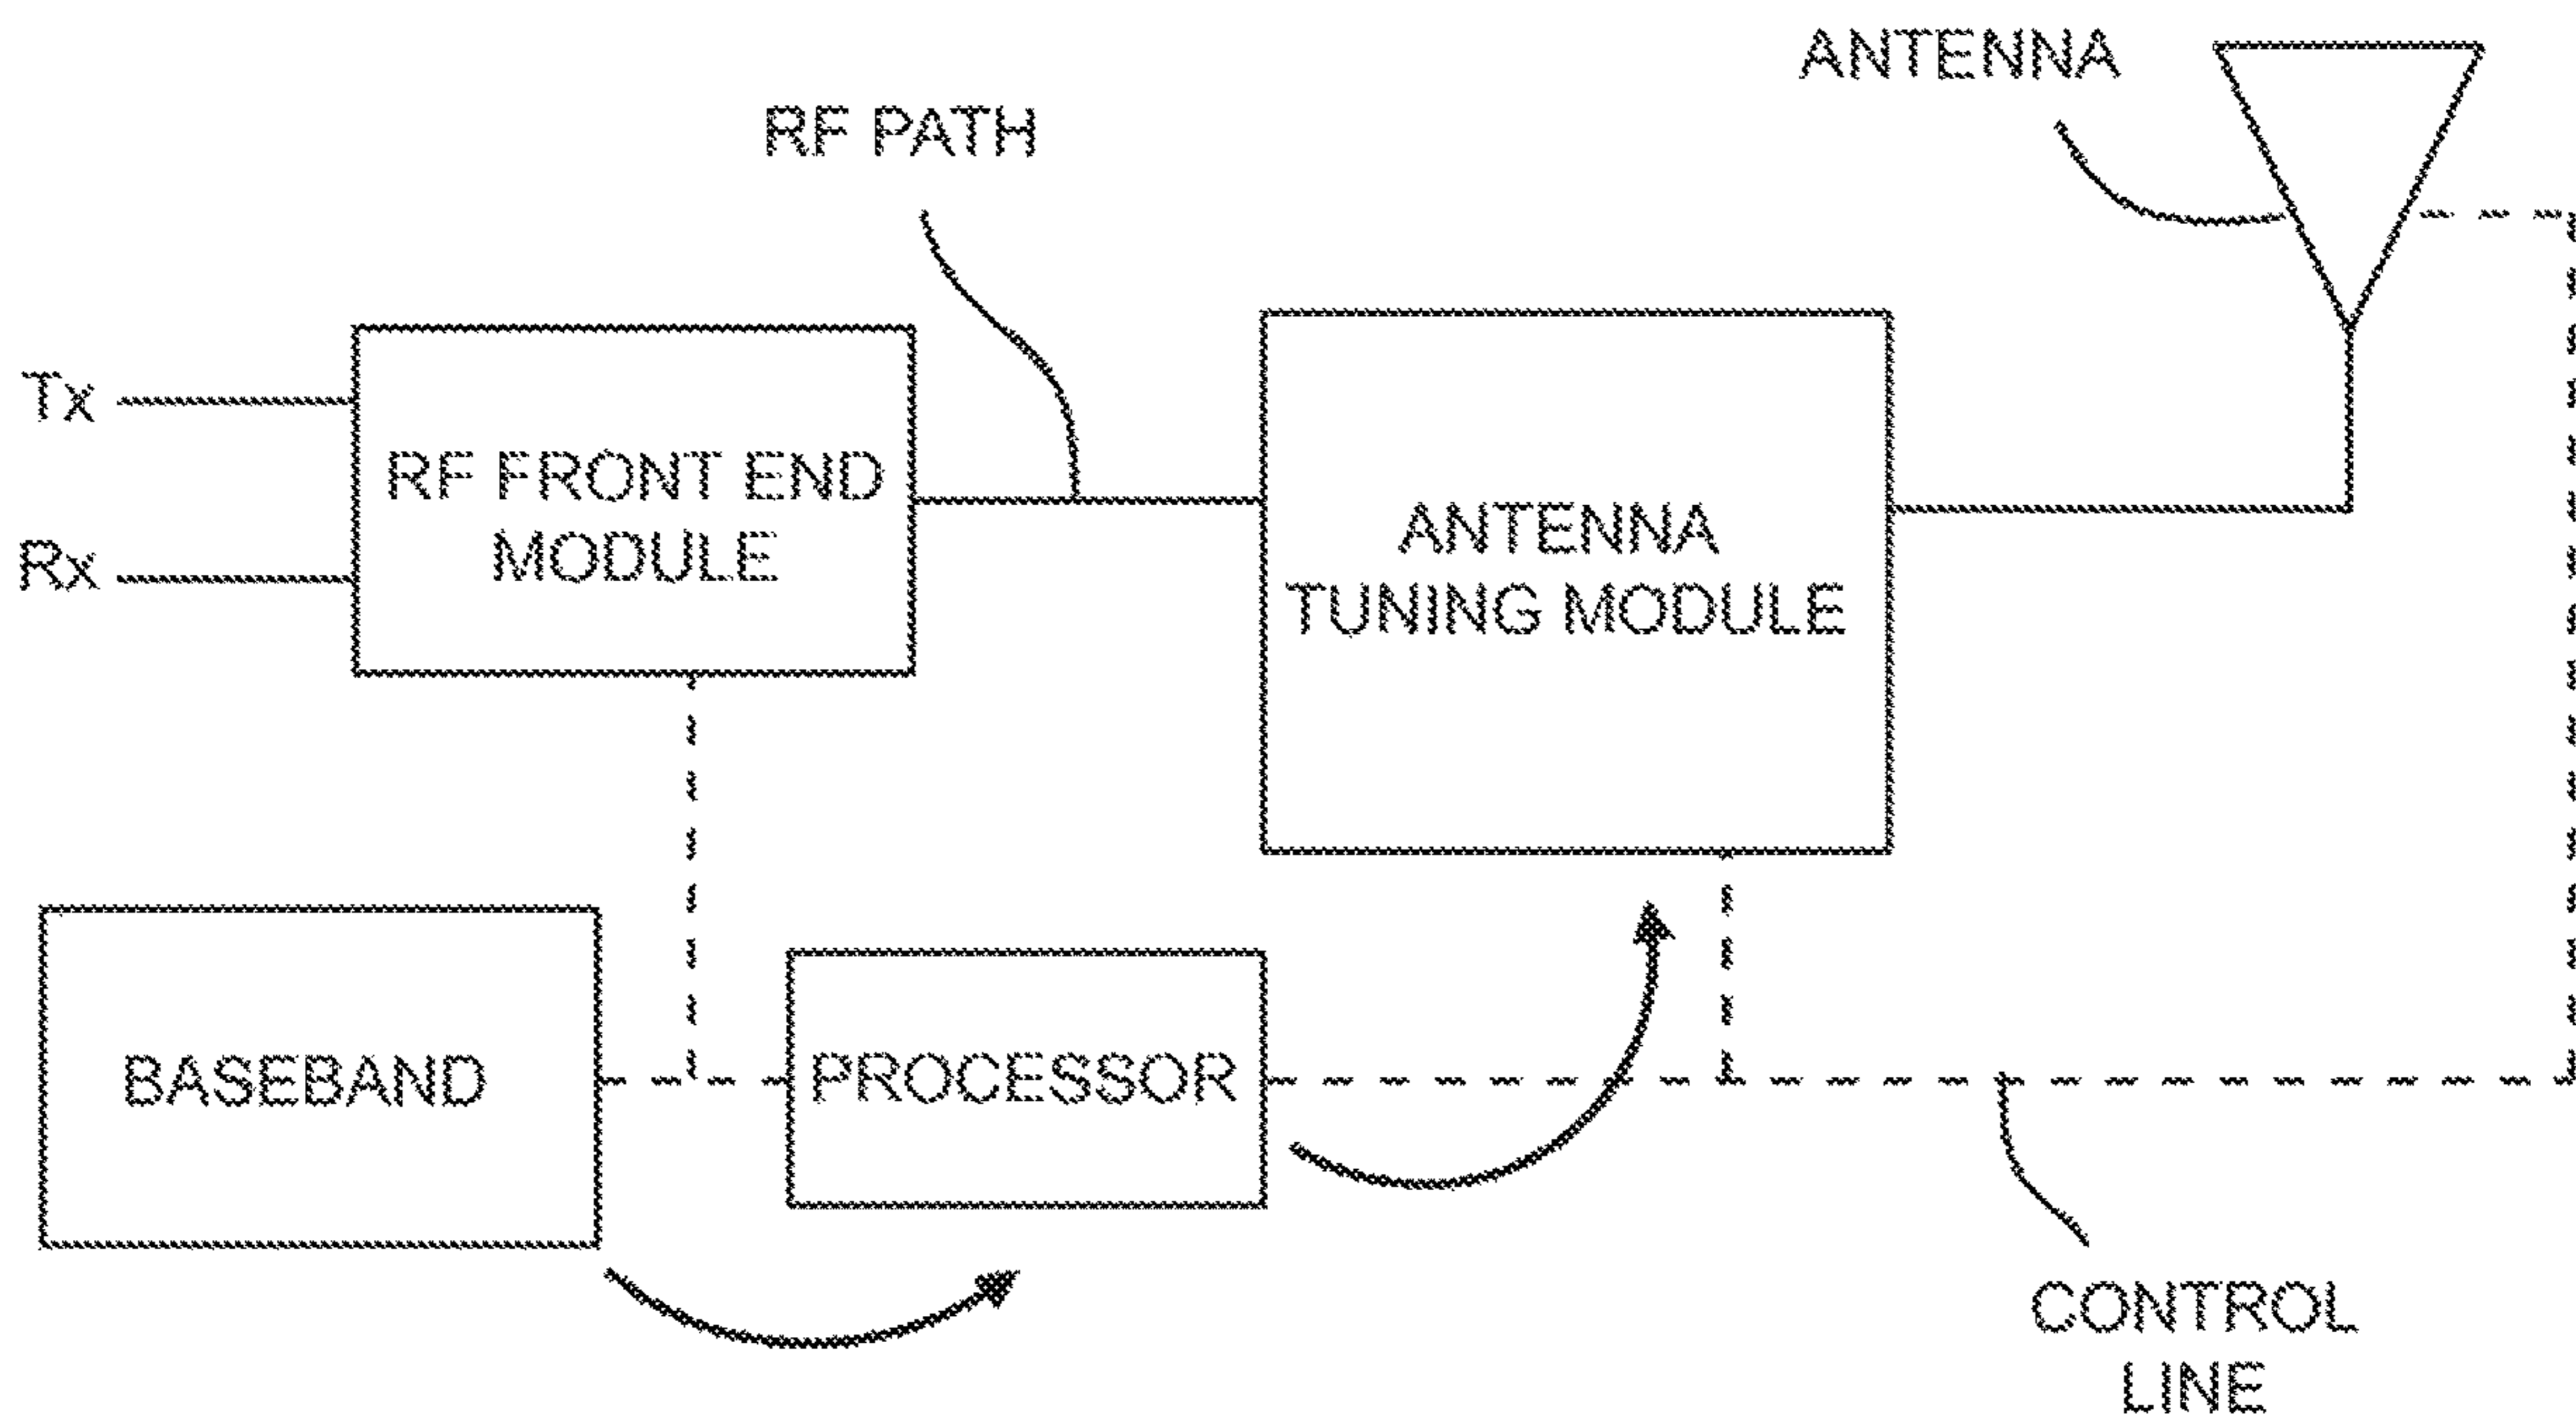 ANTENNA
RF PATH
Tx
RF FRONT END
MODULE
Rx
ANTENNA
TUNING MODULE
BASEBAND
PROCESSOR
CONTROL
LINE